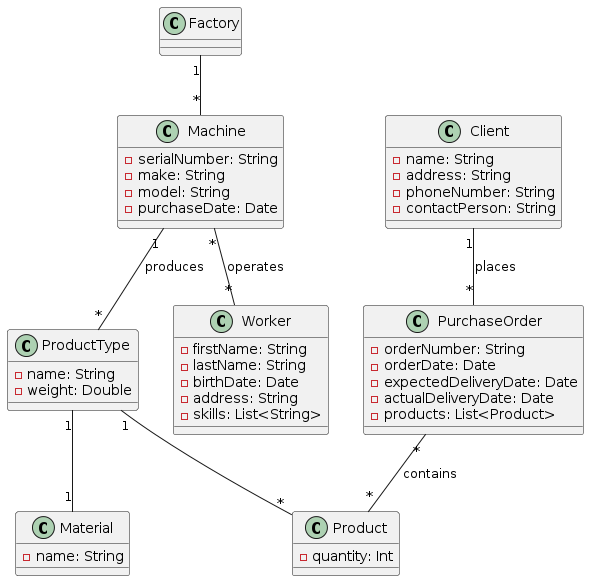 C Factory
1
*
C Machine
serialNumber: String
make: String
model: String
purchaseDate: Date
C Client
name: String
address: String
phoneNumber: String
contactPerson: String
1
produces
*
*
operates
*
1
places
*
C ProductType
name: String
weight: Double
C Worker
firstName: String
lastName: String
birthDate: Date
address: String
skills: List<String>
C PurchaseOrder
orderNumber: String
orderDate: Date
expectedDeliveryDate: Date
actualDeliveryDate: Date
products: List<Product>
1
1
1
*
*
contains
*
C Material
name: String
C Product
quantity: Int